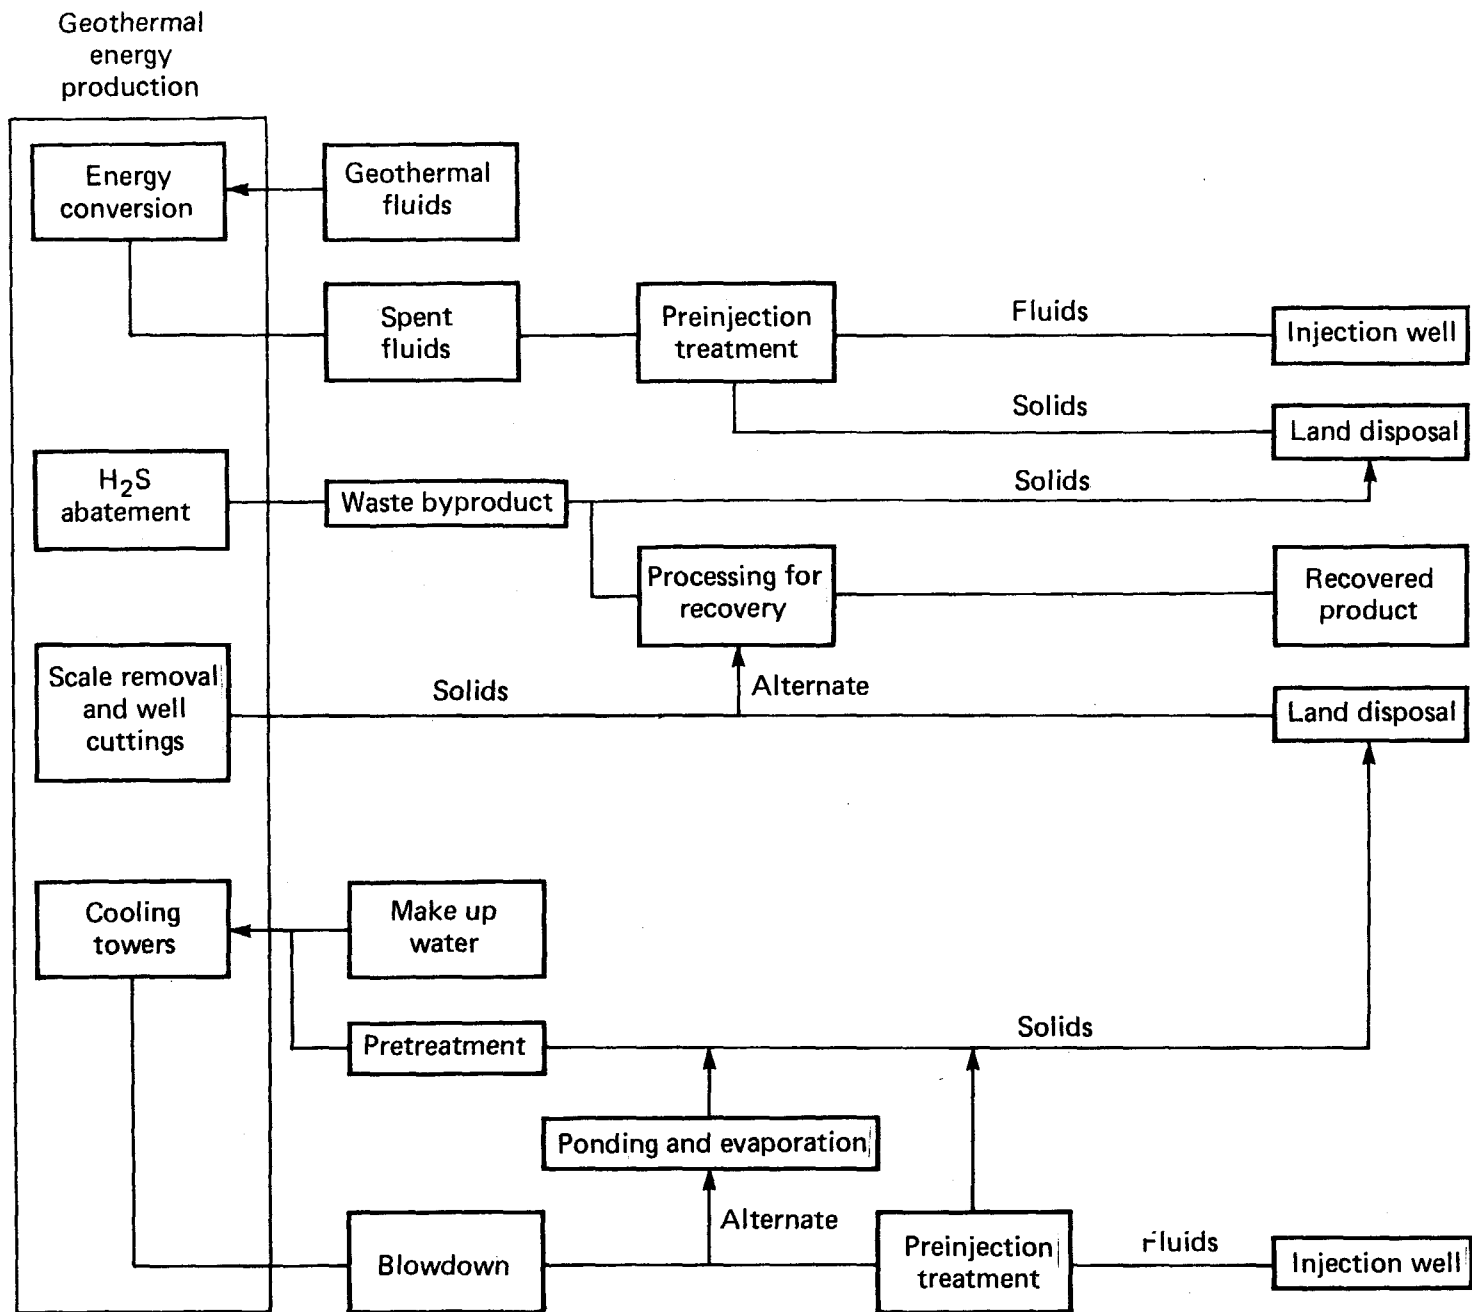 Geothermal
energy
production
Energy
conversion
Geothermal
fluids
Spent
fluids
Preinjection
treatment
Fluids
Injection well
Solids
Land disposal
H₂S
abatement
Waste byproduct
Solids
Processing for
recovery
Recovered
product
Scale removal
and well
cuttings
Solids
Alternate
Land disposal
Cooling
towers
Make up
water
Pretreatment
Solids
Ponding and evaporation
Blowdown
Alternate
Preinjection
treatment
Fluids
Injection well